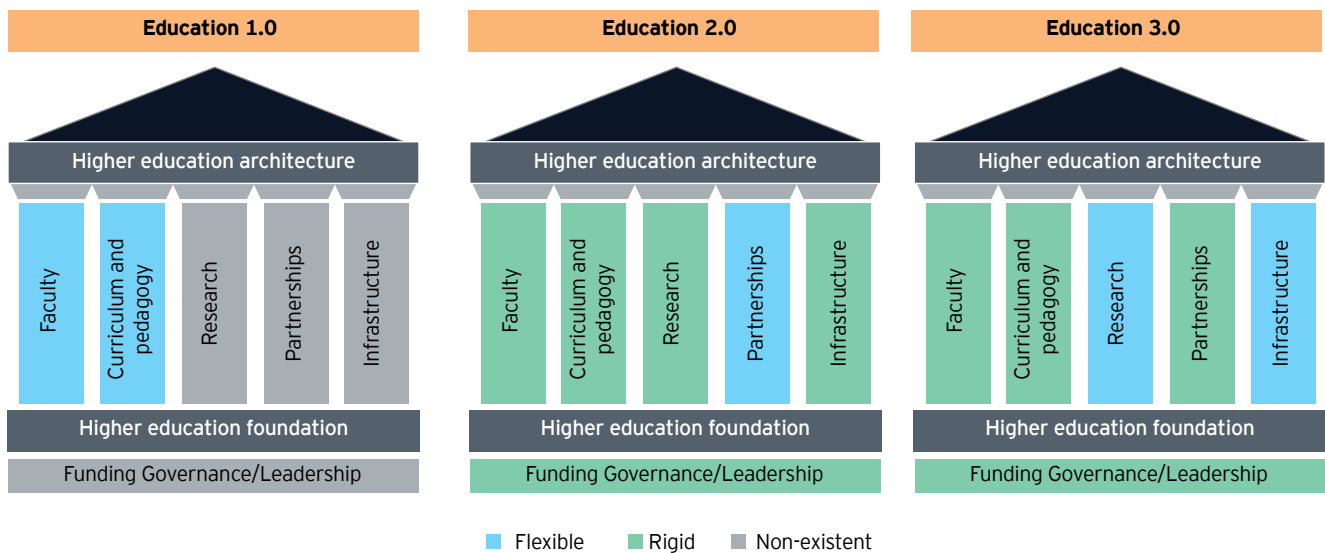 Education 1.0
Higher education architecture
Faculty
Curriculum and
pedagogy
Research
Partnerships
Infrastructure
Higher education foundation
Funding Governance/Leadership
Education 2.0
Higher education architecture
Faculty
Curriculum and
pedagogy
Research
Partnerships
Infrastructure
Higher education foundation
Funding Governance/Leadership
Education 3.0
Higher education architecture
Faculty
Curriculum and
pedagogy
Research
Partnerships
Infrastructure
Higher education foundation
Funding Governance/Leadership
Flexible
Rigid
Non-existent